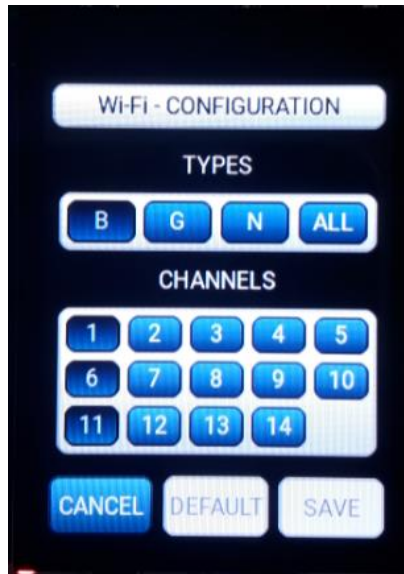 Wi-Fi - CONFIGURATION
TYPES
B G N ALL
CHANNELS
1 2 3 4 5
6 7 8 9 10
11 12 13 14
CANCEL DEFAULT SAVE